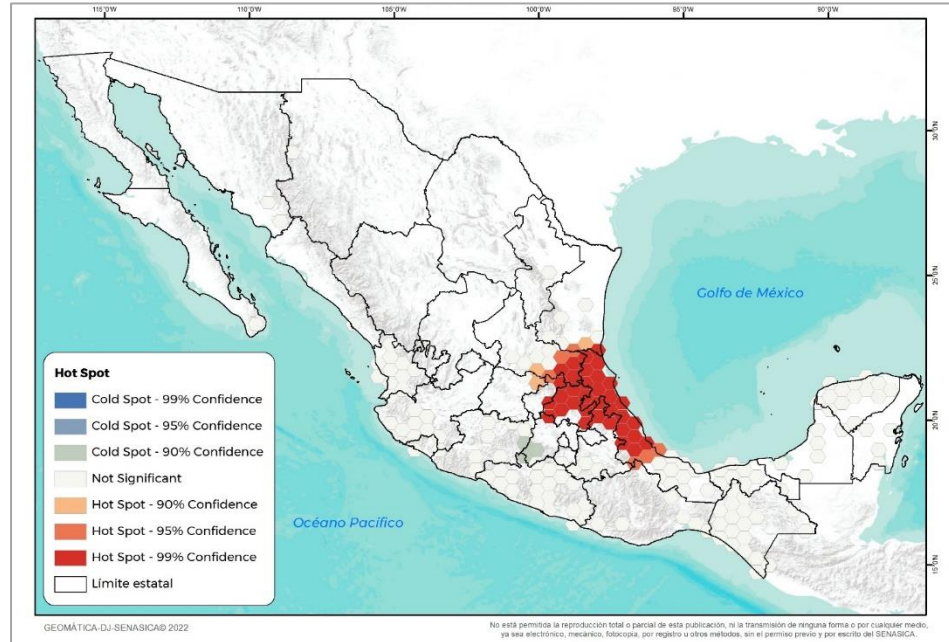 115°0'W 110°0'W 105°0'W 100°0'W 95°0'W 90°0'W
30°0'N
25°0'N
Golfo de México
20°0'N
Océano Pacífico
15°0'N
Hot Spot
Cold Spot - 99% Confidence
Cold Spot - 95% Confidence
Cold Spot - 90% Confidence
Not Significant
Hot Spot - 90% Confidence
Hot Spot - 95% Confidence
Hot Spot - 99% Confidence
Límite estatal
GEOMÁTICA-DJ-SENASICA© 2022
No está permitida la reproducción total o parcial de esta publicación, ni la transmisión de ninguna forma o por cualquier medio,
ya sea electrónico, mecánico, fotocopia, por registro u otros métodos, sin el permiso previo y por escrito del SENASICA.